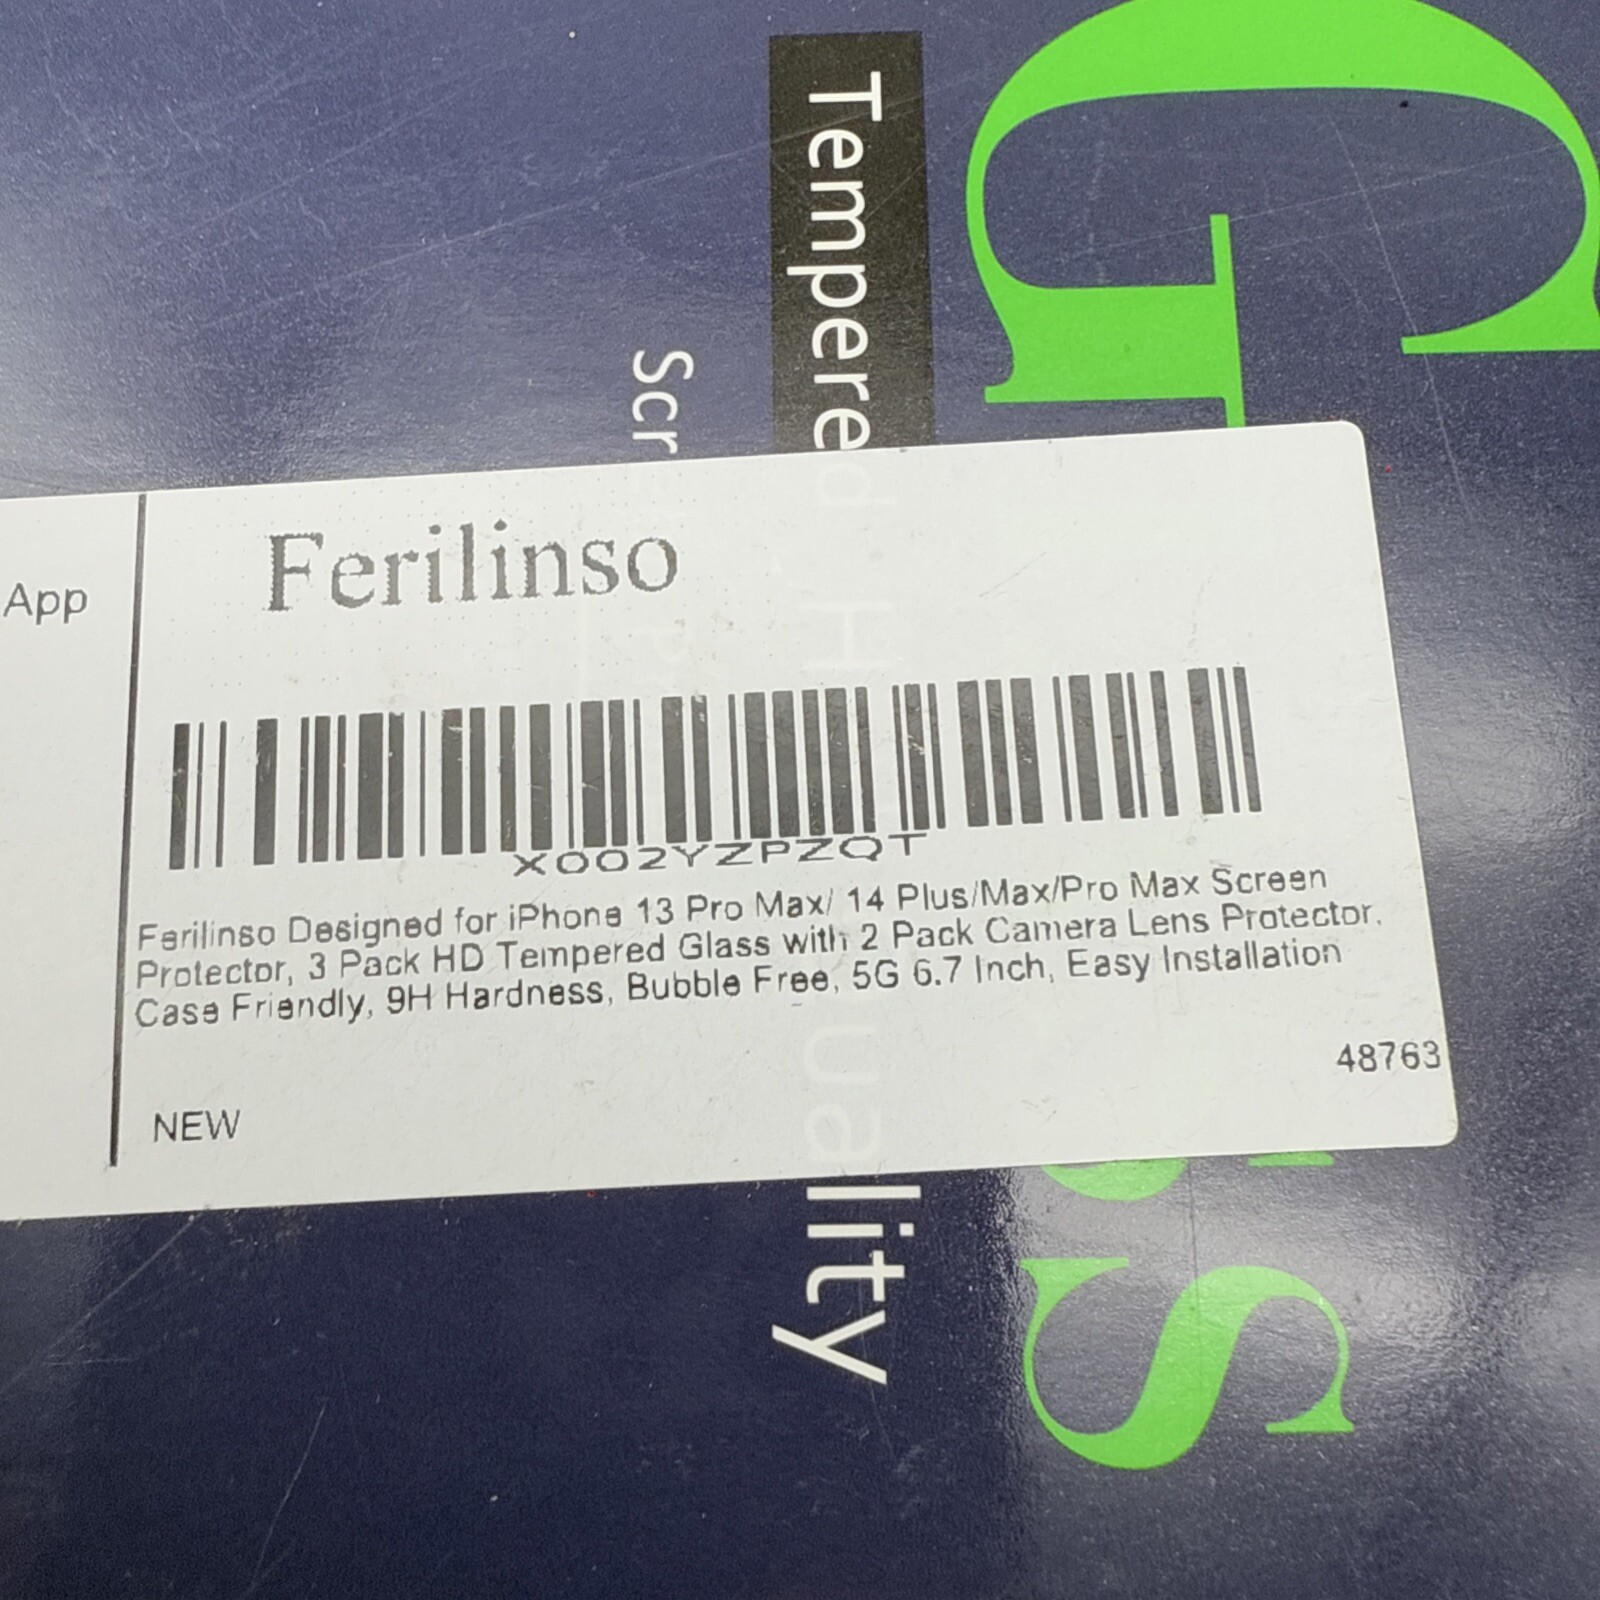 Tempered H
uality
Scr
App
Ferilinso
X002YZPZQT
Ferilinso Designed for iPhone 13 Pro Max/ 14 Plus/Max/Pro Max Screen
Protector, 3 Pack HD Tempered Glass with 2 Pack Camera Lens Protector,
Case Friendly, 9H Hardness, Bubble Free, 5G 6.7 Inch, Easy Installation
48763
NEW